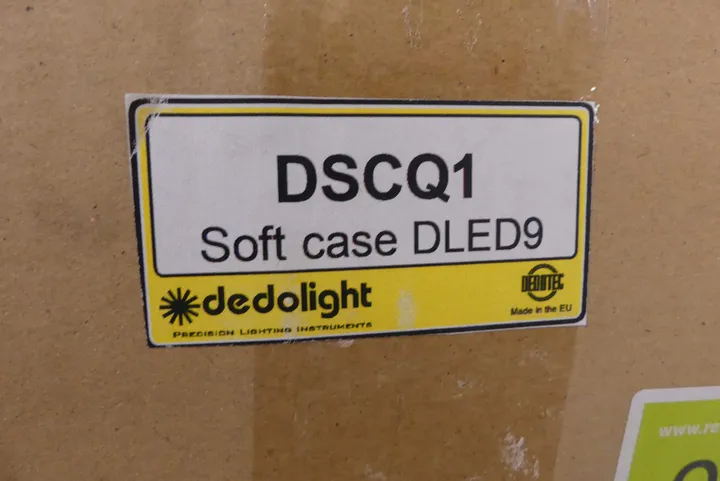 DSCQ1
Soft case DLED9
dedolight
PRECISION LIGHTING INSTRUMENTS
DEDOTEC
Made in the EU